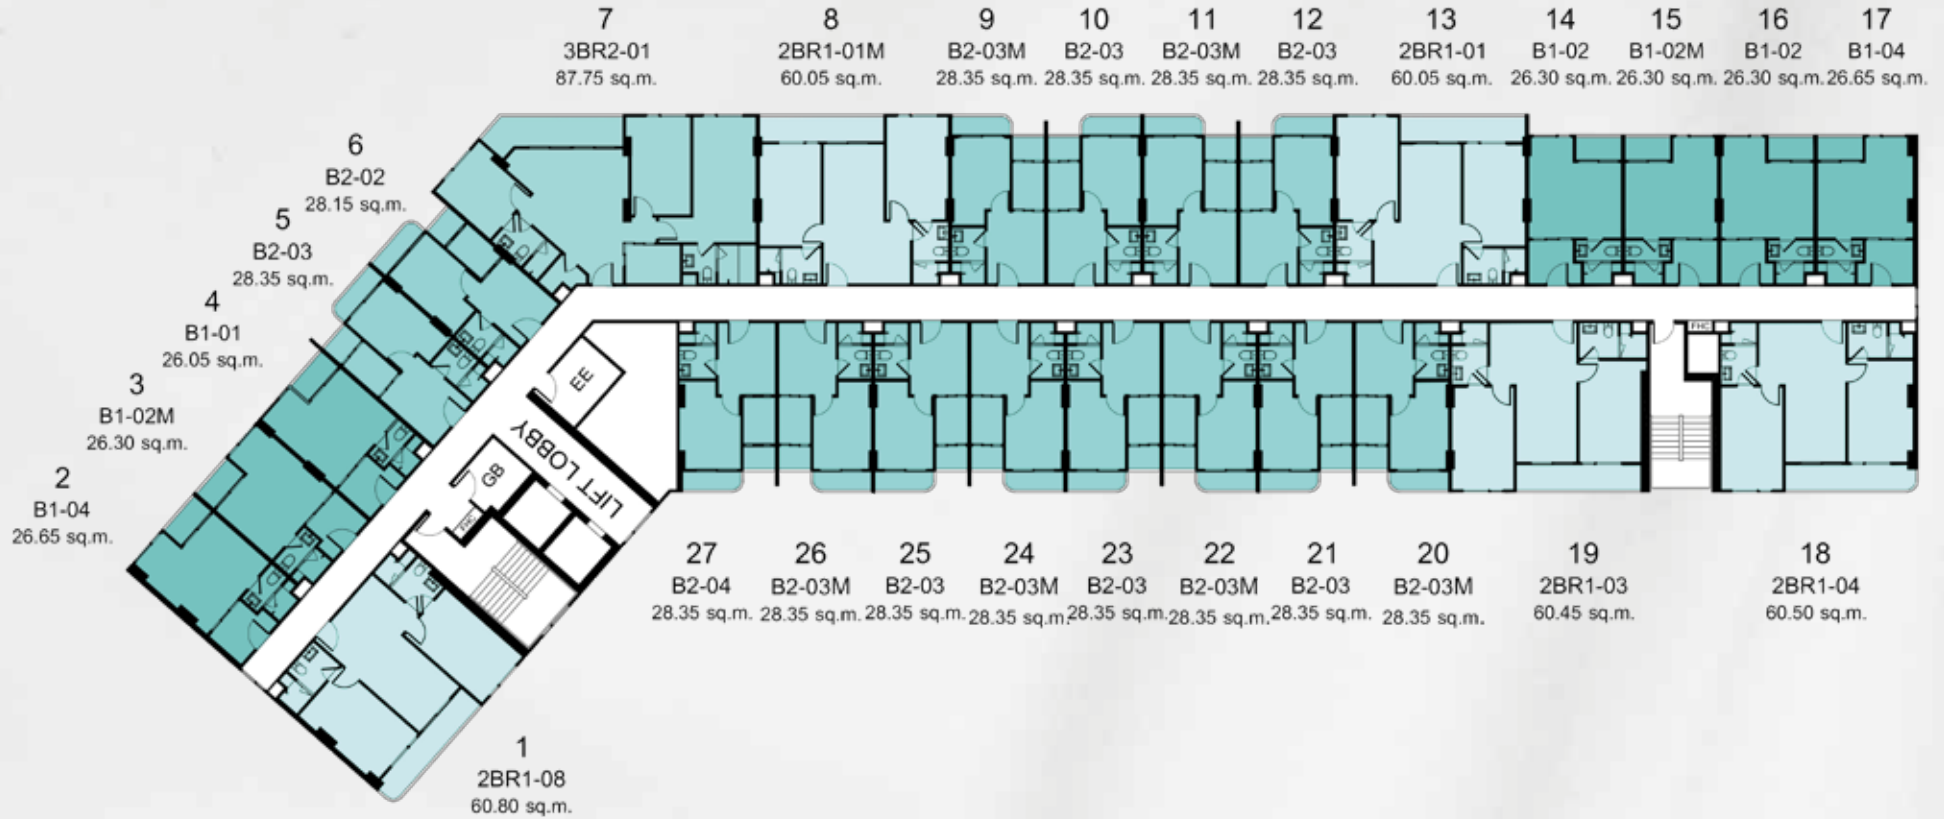 7
3BR2-01
87.75 sq.m.
8
2BR1-01M
60.05 sq.m.
9
B2-03M
28.35 sq.m.
10
B2-03
28.35 sq.m.
11
B2-03M
28.35 sq.m.
12
B2-03
28.35 sq.m.
13
2BR1-01
60.05 sq.m.
14
B1-02
26.30 sq.m.
15
B1-02M
26.30 sq.m.
16
B1-02
26.30 sq.m.
17
B1-04
26.65 sq.m.
6
B2-02
28.15 sq.m.
5
B2-03
28.35 sq.m.
4
B1-01
26.05 sq.m.
3
B1-02M
26.30 sq.m.
2
B1-04
26.65 sq.m.
EE
LIFT LOBBY
GB
FHC
FHC
27
B2-04
28.35 sq.m.
26
B2-03M
28.35 sq.m.
25
B2-03
28.35 sq.m.
24
B2-03M
28.35 sq.m.
23
B2-03
28.35 sq.m.
22
B2-03M
28.35 sq.m.
21
B2-03
28.35 sq.m.
20
B2-03M
28.35 sq.m.
19
2BR1-03
60.45 sq.m.
18
2BR1-04
60.50 sq.m.
1
2BR1-08
60.80 sq.m.